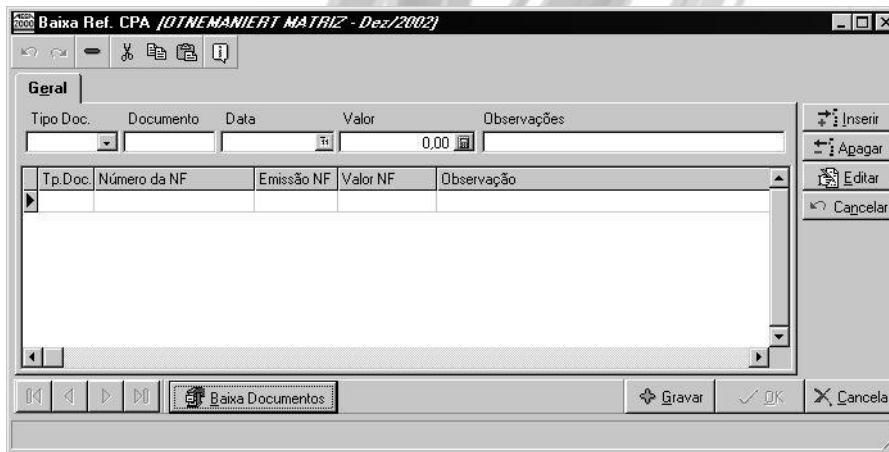 Baixa Ref. CPA [OTNEMANIERT MATRIZ - Dez/2002]
Geral
Tipo Doc. Documento Data Valor Observações
0,00
Inserir
Apagar
Editar
Cancelar
Tp.Doc. Número da NF Emissão NF Valor NF Observação
Baixa Documentos Gravar OK Cancela